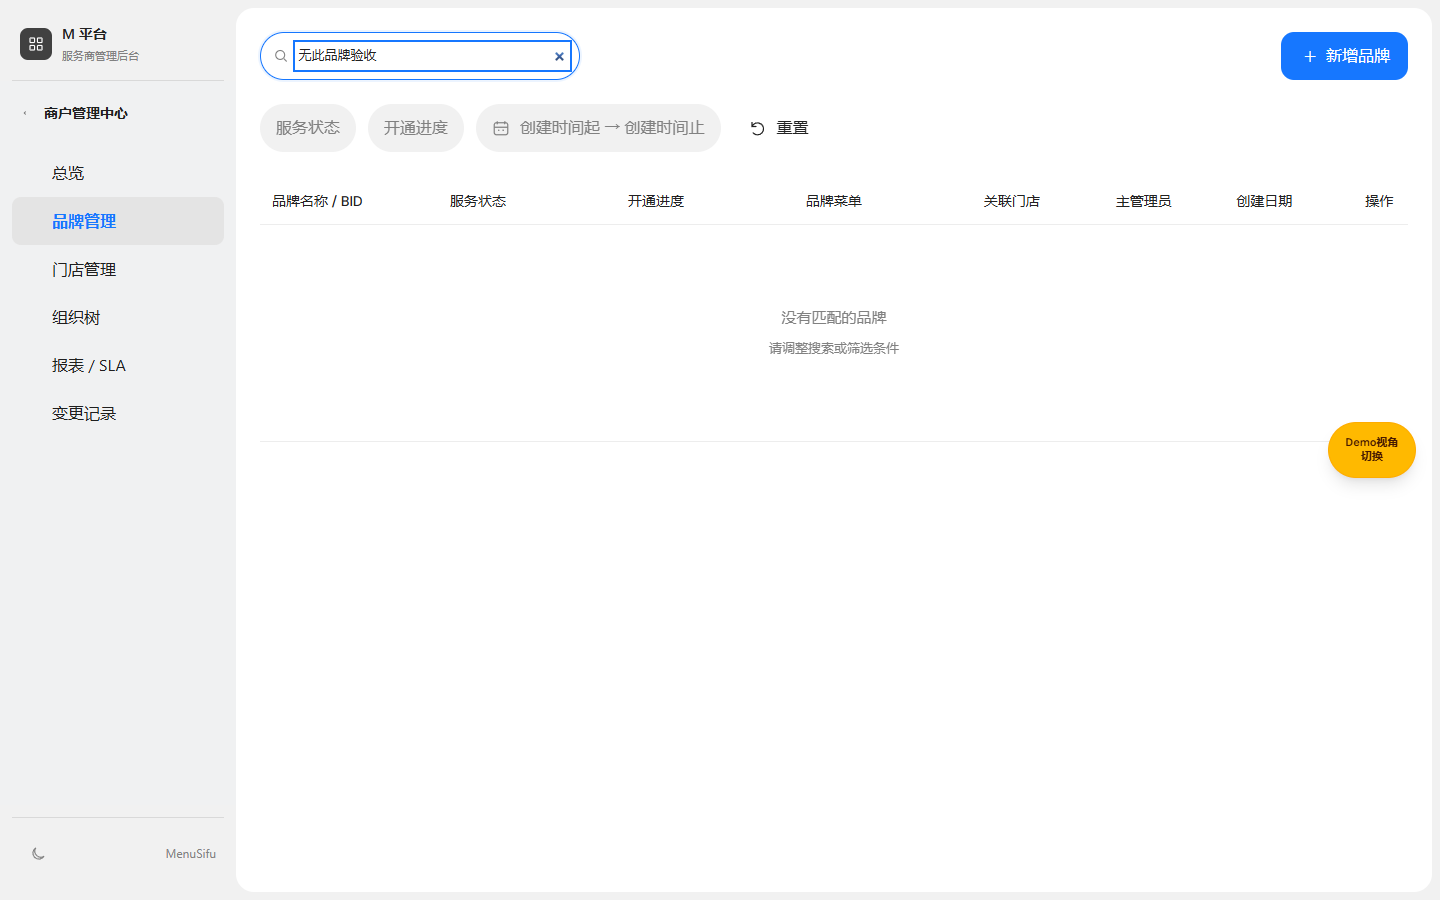 M 平台
服务商管理后台
商户管理中心
总览
品牌管理
门店管理
组织树
报表 / SLA
变更记录
MenuSifu
无此品牌验收
新增品牌
服务状态
开通进度
创建时间起 → 创建时间止
重置
品牌名称 / BID 服务状态 开通进度 品牌菜单 关联门店 主管理员 创建日期 操作
没有匹配的品牌
请调整搜索或筛选条件
Demo视角
切换